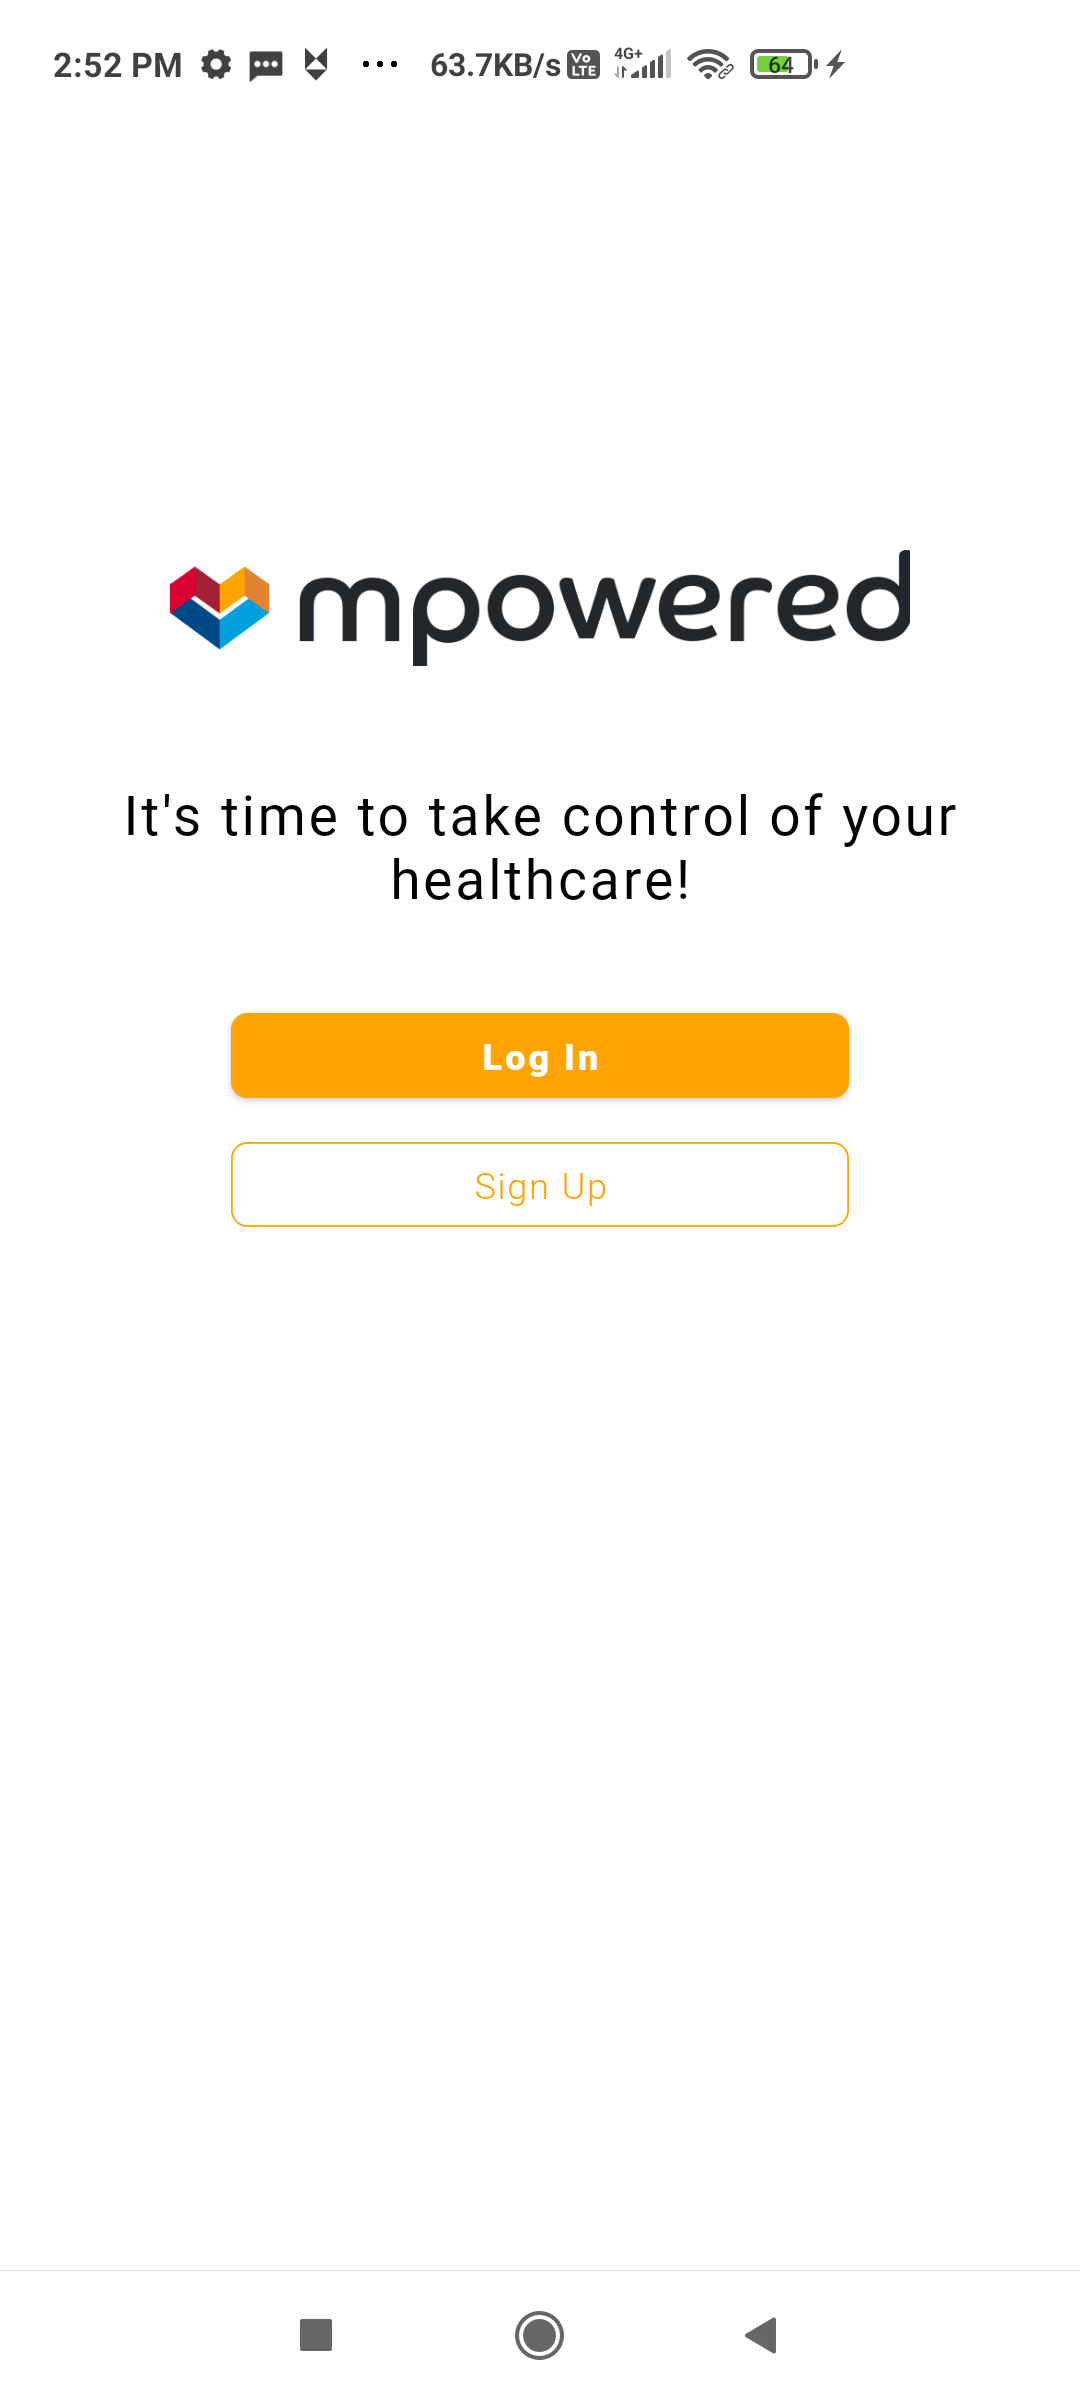 2:52 PM 63.7KB/s Vo LTE 4G+ 64
mpowered
It's time to take control of your
healthcare!
Log In
Sign Up